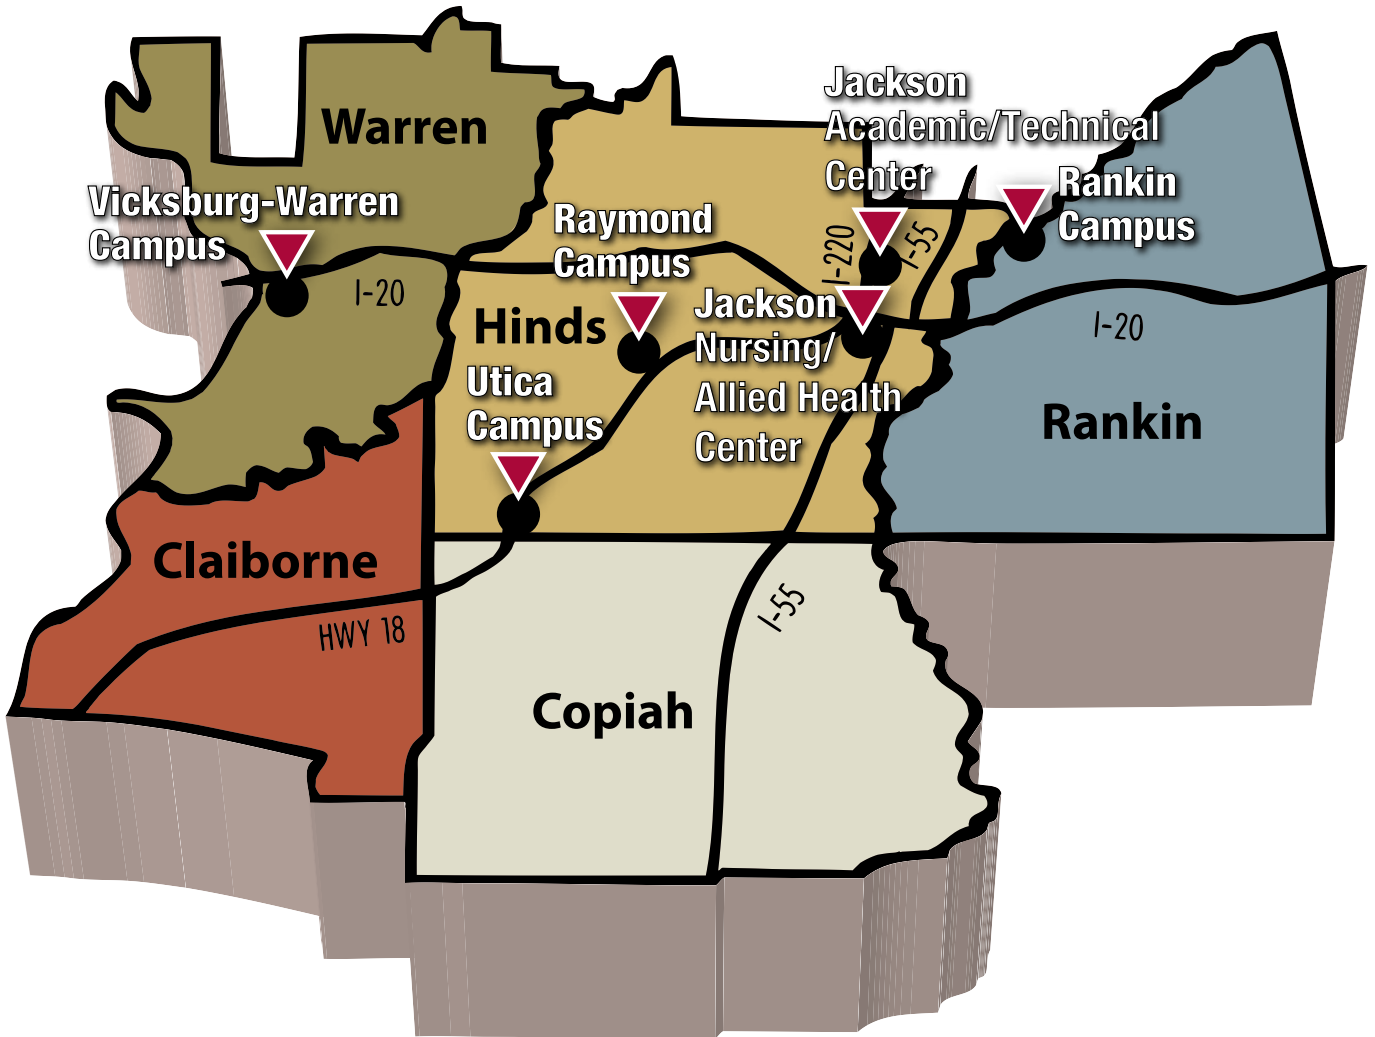 Jackson
Academic/Technical
Center
Warren
Vicksburg-Warren
Campus
Raymond
Campus
Rankin
Campus
I-220
I-55
I-20
Jackson
Nursing/
Allied Health
Center
Hinds
I-20
Utica
Campus
Rankin
Claiborne
HWY 18
I-55
Copiah